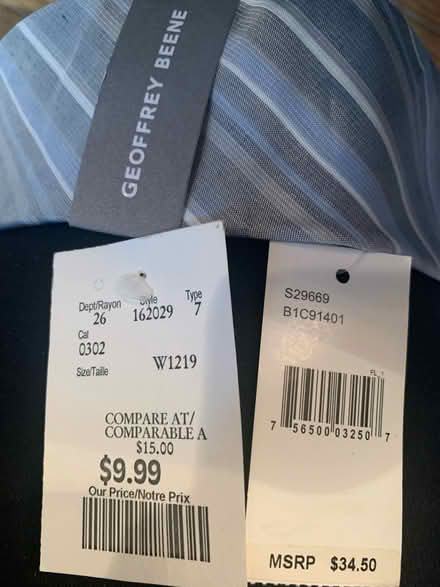 GEOFFREY BEENE
Dept/Rayon Style Type
26 162029 7
Cat
0302
Size/Taille W1219
COMPARE AT/
COMPARABLE A
$15.00
$9.99
Our Price/Notre Prix
S29669
B1C91401
FL_1
7 56500 03250 7
MSRP $34.50